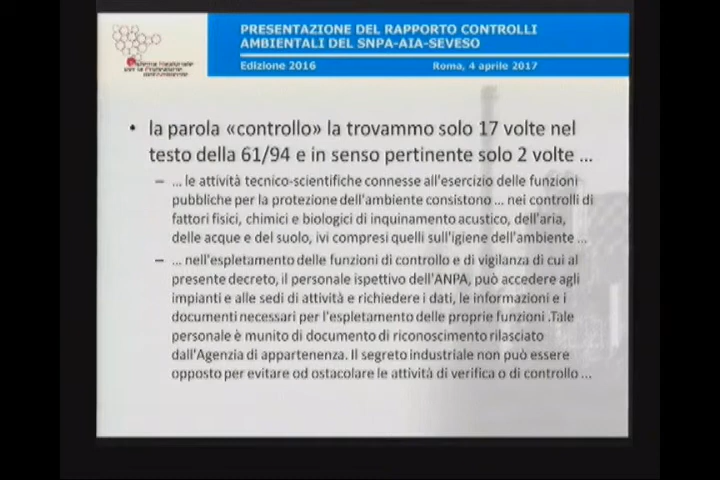 PRESENTAZIONE DEL RAPPORTO CONTROLLI
AMBIENTALI DEL SNPA-AIA-SEVESO
Edizione 2016 Roma, 4 aprile 2017
Sistema Nazionale
per la Protezione
dell'Ambiente
• la parola «controllo» la trovammo solo 17 volte nel
testo della 61/94 e in senso pertinente solo 2 volte ...
– ... le attività tecnico-scientifiche connesse all'esercizio delle funzioni
pubbliche per la protezione dell'ambiente consistono ... nei controlli di
fattori fisici, chimici e biologici di inquinamento acustico, dell'aria,
delle acque e del suolo, ivi compresi quelli sull'igiene dell'ambiente ...
– ... nell'espletamento delle funzioni di controllo e di vigilanza di cui al
presente decreto, il personale ispettivo dell'ANPA, può accedere agli
impianti e alle sedi di attività e richiedere i dati, le informazioni e i
documenti necessari per l'espletamento delle proprie funzioni .Tale
personale è munito di documento di riconoscimento rilasciato
dall'Agenzia di appartenenza. Il segreto industriale non può essere
opposto per evitare od ostacolare le attività di verifica o di controllo ...